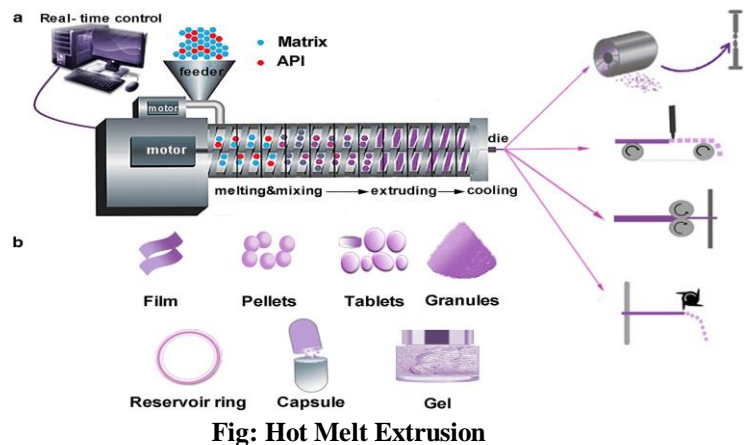 a
Real- time control
Matrix
API
feeder
motor
motor
die
melting&mixing extruding cooling
b
Film Pellets Tablets Granules
Reservoir ring Capsule Gel
Fig: Hot Melt Extrusion